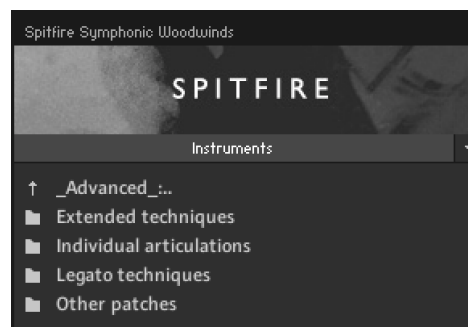 Spitfire Symphonic Woodwinds
SPITFIRE
Instruments
↑ _Advanced_:..
Extended techniques
Individual articulations
Legato techniques
Other patches